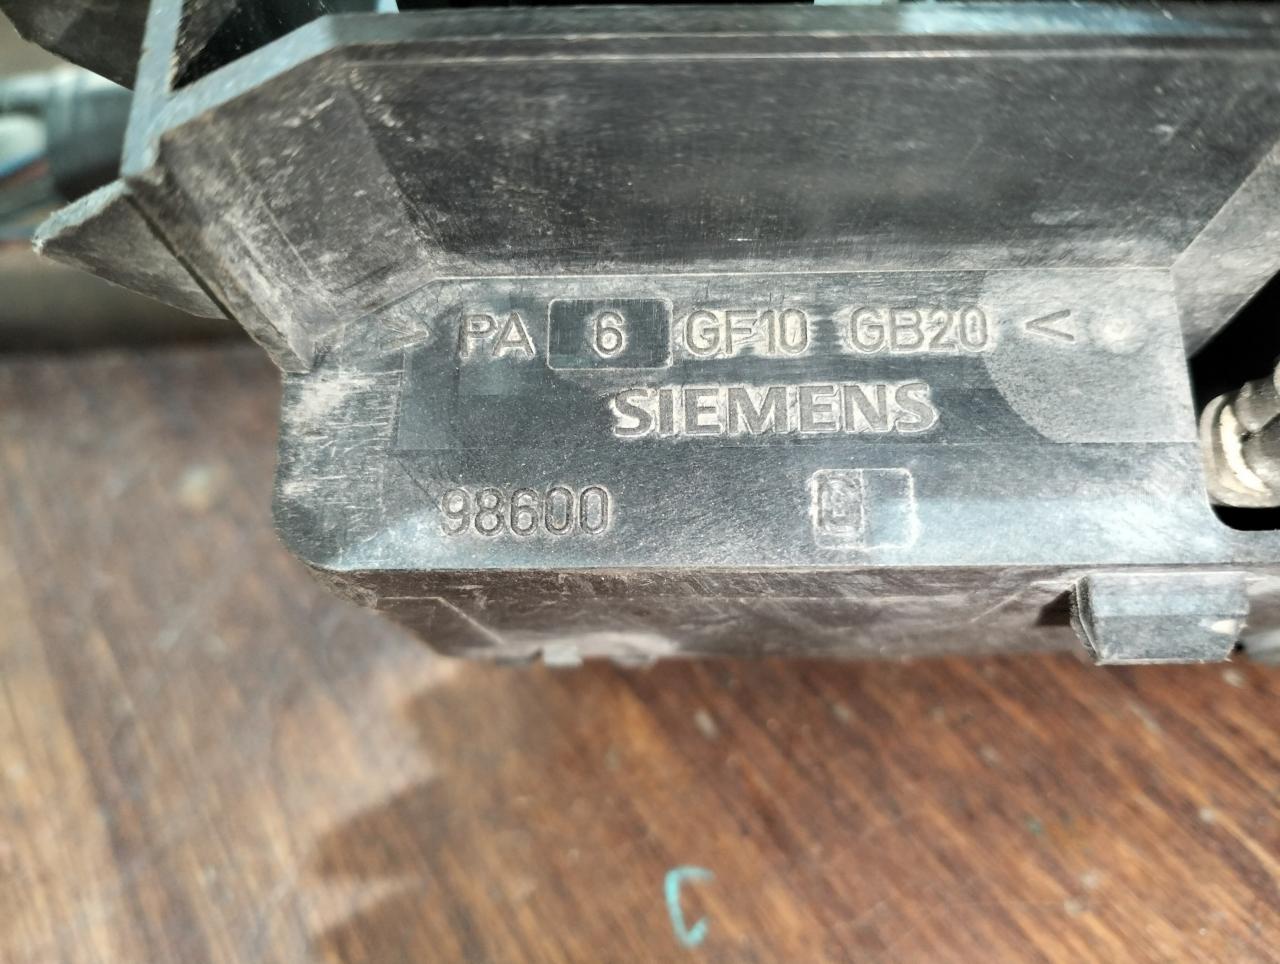 > PA 6 GF10 GB20 <
SIEMENS
98600
C